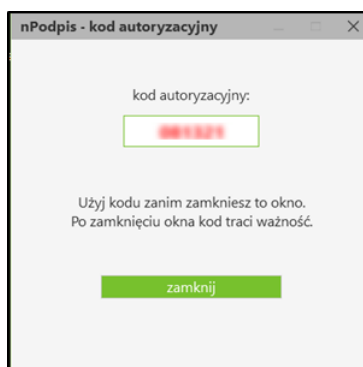 nPodpis - kod autoryzacyjny
kod autoryzacyjny:
Użyj kodu zanim zamkniesz to okno.
Po zamknięciu okna kod traci ważność.
zamknij